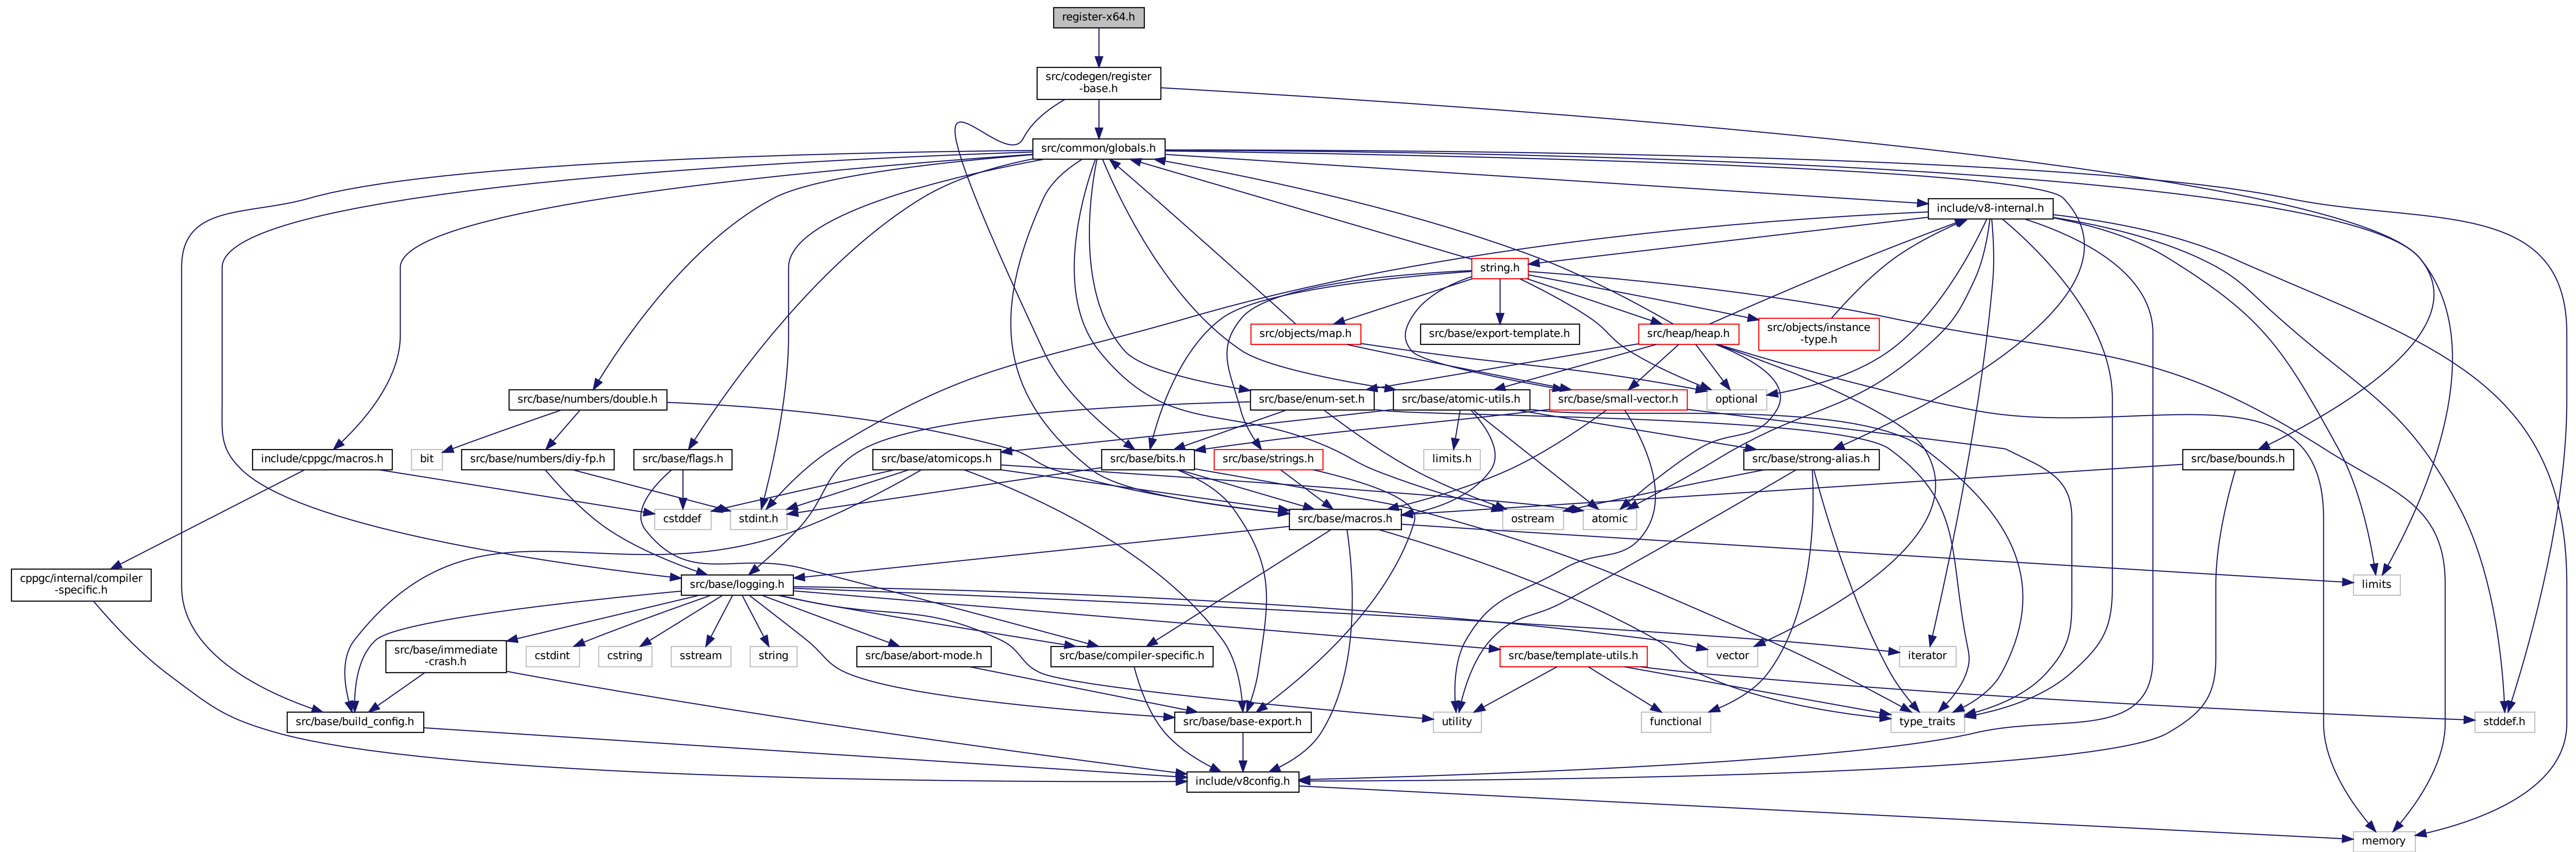 register-x64.h
src/codegen/register
-base.h
src/common/globals.h
include/v8-internal.h
string.h
src/objects/map.h
src/base/export-template.h
src/heap/heap.h
src/objects/instance
-type.h
src/base/numbers/double.h
src/base/enum-set.h
src/base/atomic-utils.h
src/base/small-vector.h
optional
include/cppgc/macros.h
bit
src/base/numbers/diy-fp.h
src/base/flags.h
src/base/atomicops.h
src/base/bits.h
src/base/strings.h
limits.h
src/base/strong-alias.h
src/base/bounds.h
cstddef
stdint.h
src/base/macros.h
ostream
atomic
cppgc/internal/compiler
-specific.h
src/base/logging.h
limits
src/base/immediate
-crash.h
cstdint
cstring
sstream
string
src/base/abort-mode.h
src/base/compiler-specific.h
src/base/template-utils.h
vector
iterator
src/base/build_config.h
src/base/base-export.h
utility
functional
type_traits
stddef.h
include/v8config.h
memory